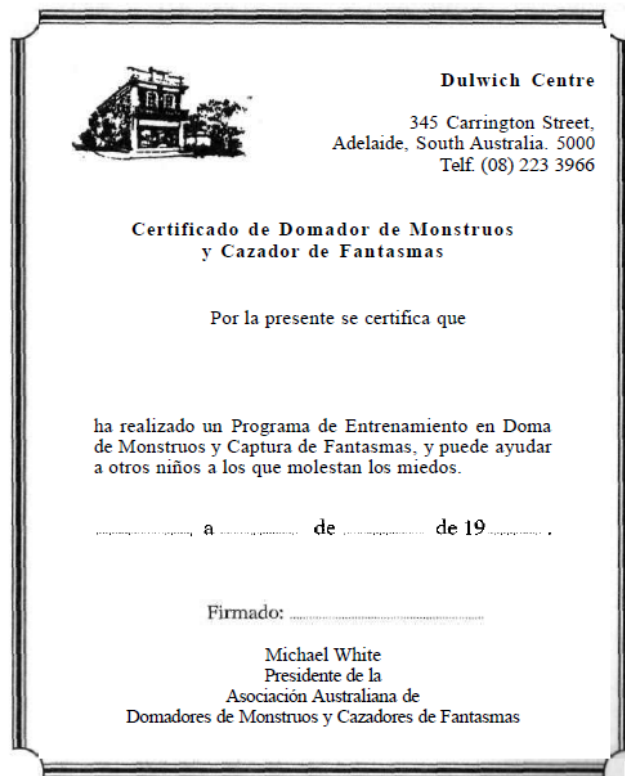 Dulwich Centre
345 Carrington Street,
Adelaide, South Australia. 5000
Telf. (08) 223 3966
Certificado de Domador de Monstruos
y Cazador de Fantasmas
Por la presente se certifica que
ha realizado un Programa de Entrenamiento en Doma
de Monstruos y Captura de Fantasmas, y puede ayudar
a otros niños a los que molestan los miedos.
....................., a ................. de ................. de 19........... .
Firmado: ..........................................
Michael White
Presidente de la
Asociación Australiana de
Domadores de Monstruos y Cazadores de Fantasmas